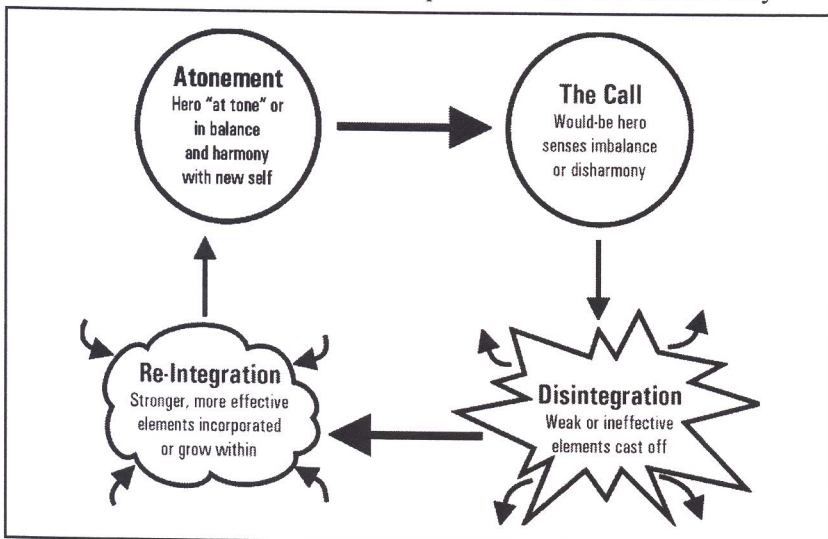 Atonement
Hero "at tone" or
in balance
and harmony
with new self
The Call
Would-be hero
senses imbalance
or disharmony
Re-Integration
Stronger, more effective
elements incorporated
or grow within
Disintegration
Weak or ineffective
elements cast off